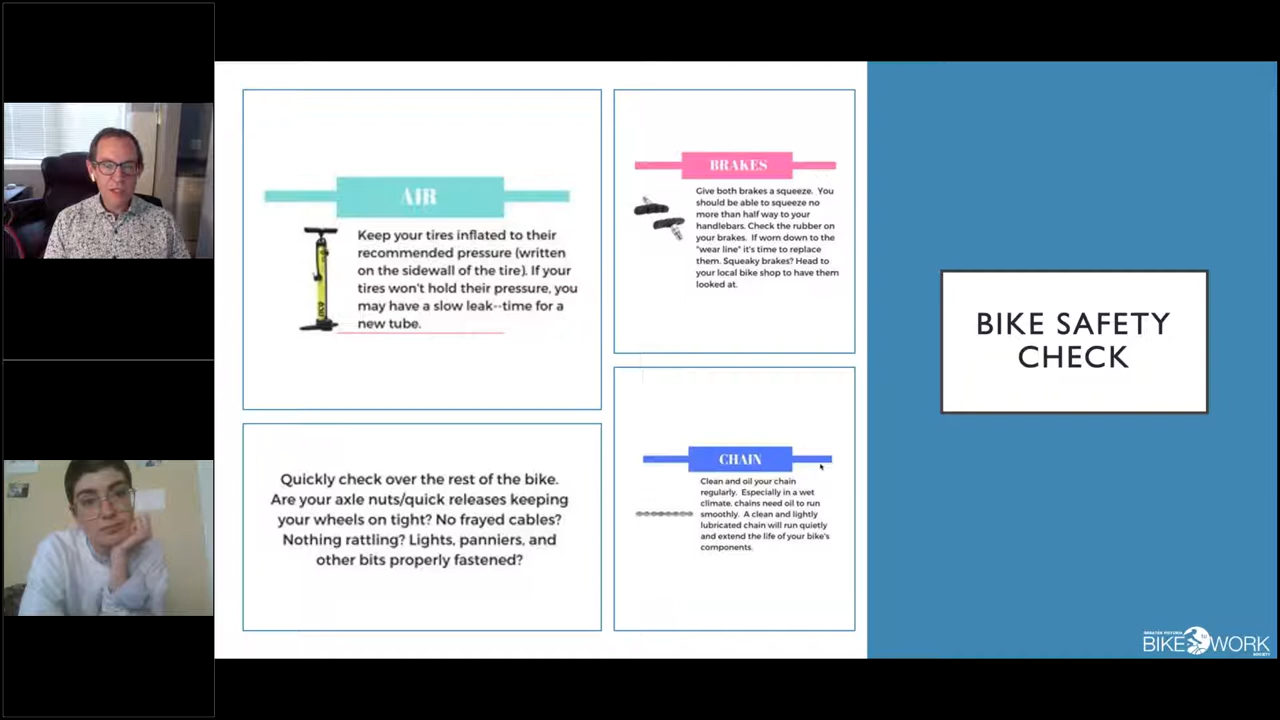 AIR
Keep your tires inflated to their
recommended pressure (written
on the sidewall of the tire). If your
tires won't hold their pressure, you
may have a slow leak--time for a
new tube.
BRAKES
Give both brakes a squeeze. You
should be able to squeeze no
more than half way to your
handlebars. Check the rubber on
your brakes. If worn down to the
"wear line" it's time to replace
them. Squeaky brakes? Head to
your local bike shop to have them
looked at.
Quickly check over the rest of the bike.
Are your axle nuts/quick releases keeping
your wheels on tight? No frayed cables?
Nothing rattling? Lights, panniers, and
other bits properly fastened?
CHAIN
Clean and oil your chain
regularly. Especially in a wet
climate, chains need oil to run
smoothly. A clean and lightly
lubricated chain will run quietly
and extend the life of your bike's
components.
BIKE SAFETY
CHECK
GREATER VICTORIA
BIKE WORK
SOCIETY